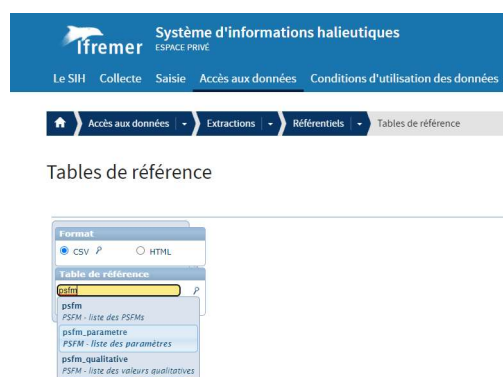 Ifremer
Système d'informations halieutiques
ESPACE PRIVÉ
Le SIH Collecte Saisie Accès aux données Conditions d'utilisation des données
Accès aux données Extractions Référentiels Tables de référence
Tables de référence
Format
CSV HTML
Table de référence
psfm
psfm
PSFM - liste des PSFMs
psfm_parametre
PSFM - liste des paramètres
psfm_qualitative
PSFM - liste des valeurs qualitatives